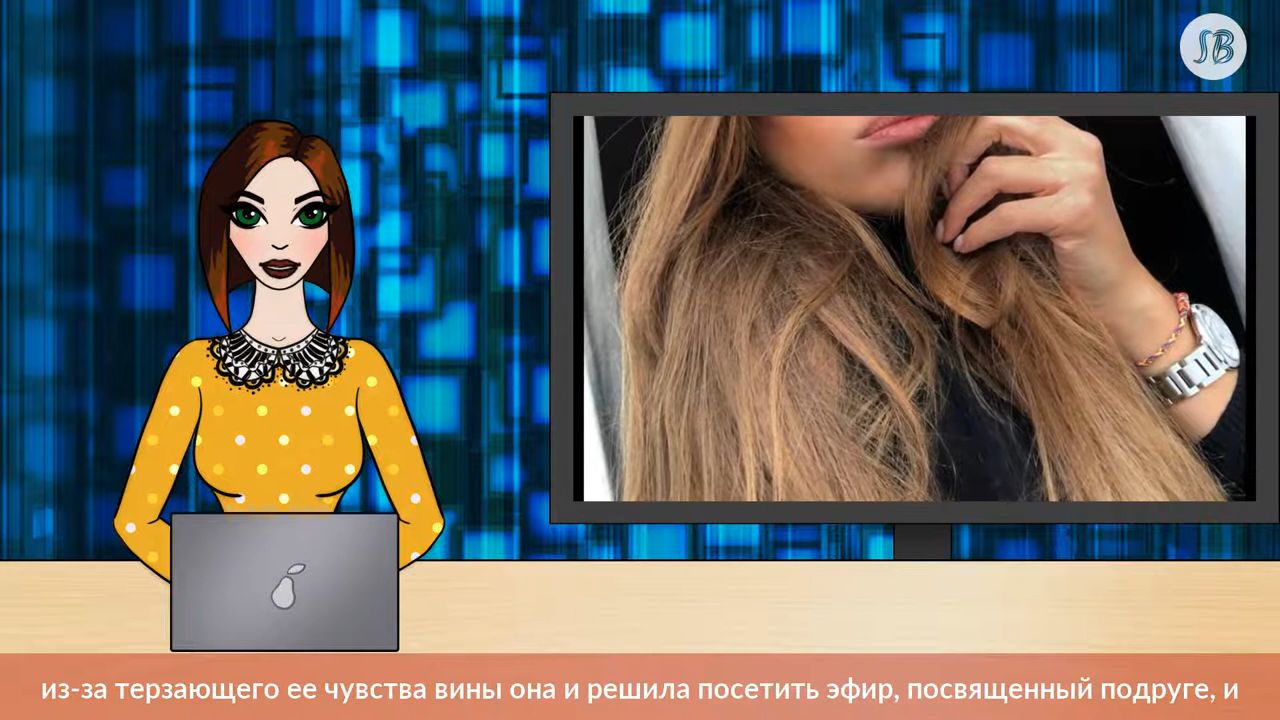 SB
из-за терзающего ее чувства вины она и решила посетить эфир, посвященный подруге, и